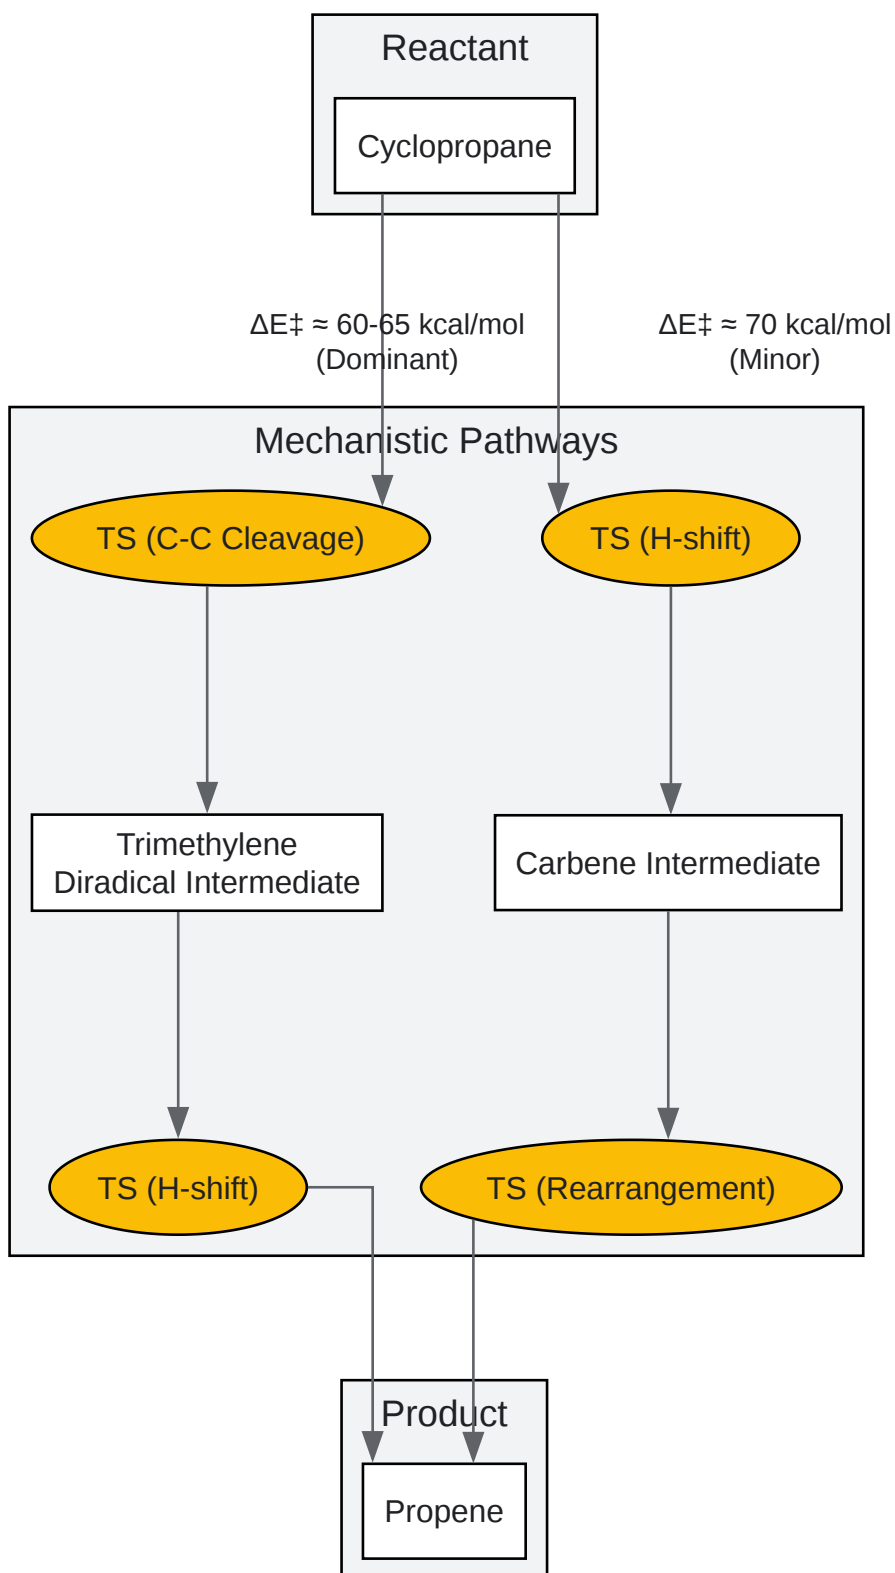 Reactant
Cyclopropane
ΔE‡ ≈ 60-65 kcal/mol
(Dominant)
ΔE‡ ≈ 70 kcal/mol
(Minor)
Mechanistic Pathways
TS (C-C Cleavage)
TS (H-shift)
Trimethylene
Diradical Intermediate
Carbene Intermediate
TS (H-shift)
TS (Rearrangement)
Product
Propene